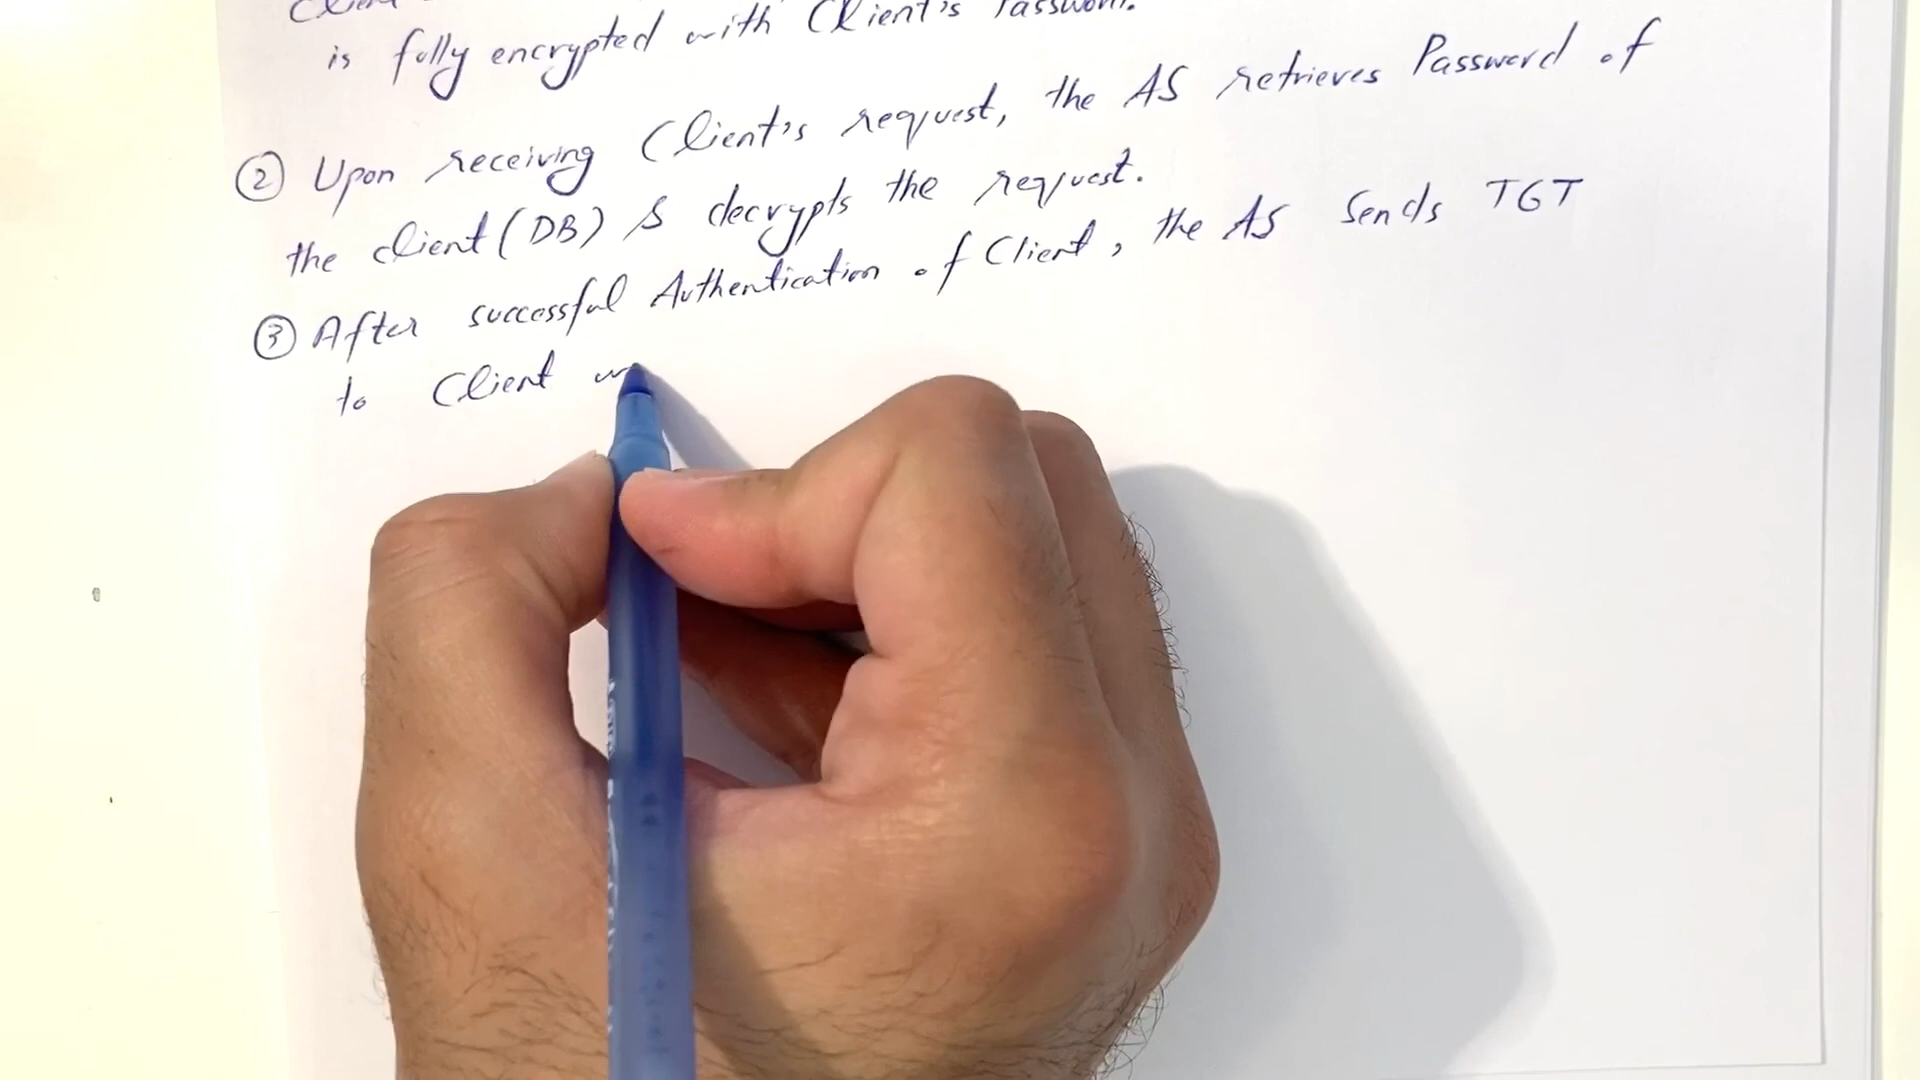 Client
is fully encrypted with Client's Password.
② Upon receiving Client's request, the AS retrieves Password of
the client (DB) & decrypts the request.
③ After successful Authentication of Client, the AS Sends TGT
to Client